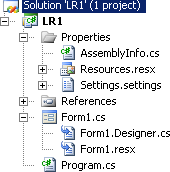 Solution 'LR1' (1 project)
LR1
Properties
AssemblyInfo.cs
Resources.resx
Settings.settings
References
Form1.cs
Form1.Designer.cs
Form1.resx
Program.cs